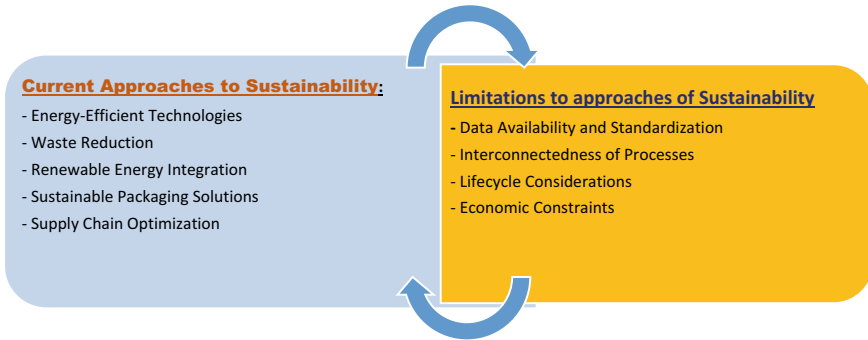 Current Approaches to Sustainability:
- Energy-Efficient Technologies
- Waste Reduction
- Renewable Energy Integration
- Sustainable Packaging Solutions
- Supply Chain Optimization
Limitations to approaches of Sustainability
- Data Availability and Standardization
- Interconnectedness of Processes
- Lifecycle Considerations
- Economic Constraints